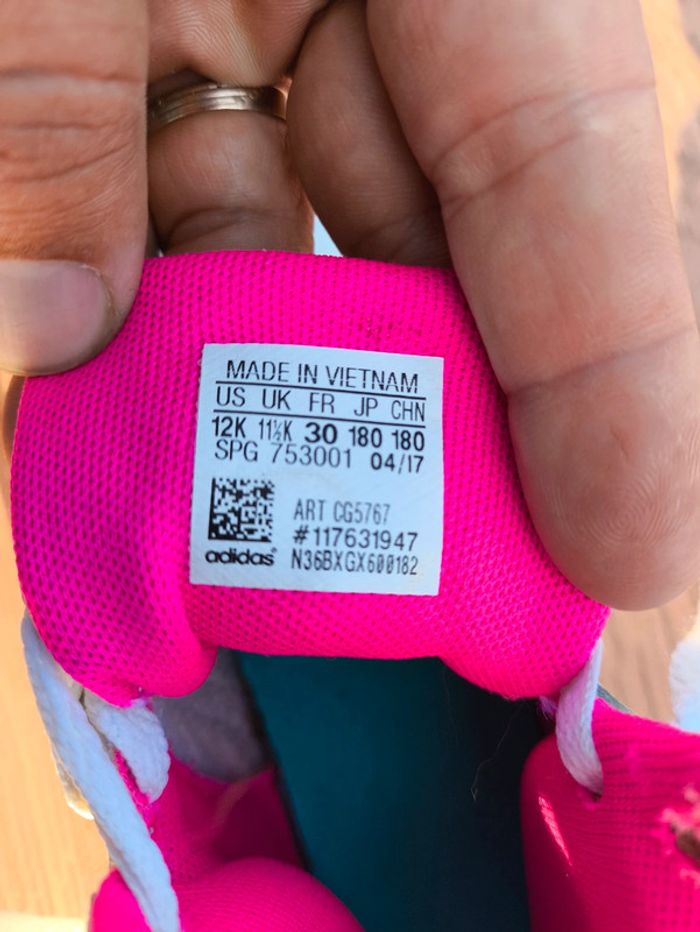 MADE IN VIETNAM
US UK FR JP CHN
12K 11½K 30 180 180
SPG 753001 04/17
ART CG5767
#117631947
adidas N36BXGX600182